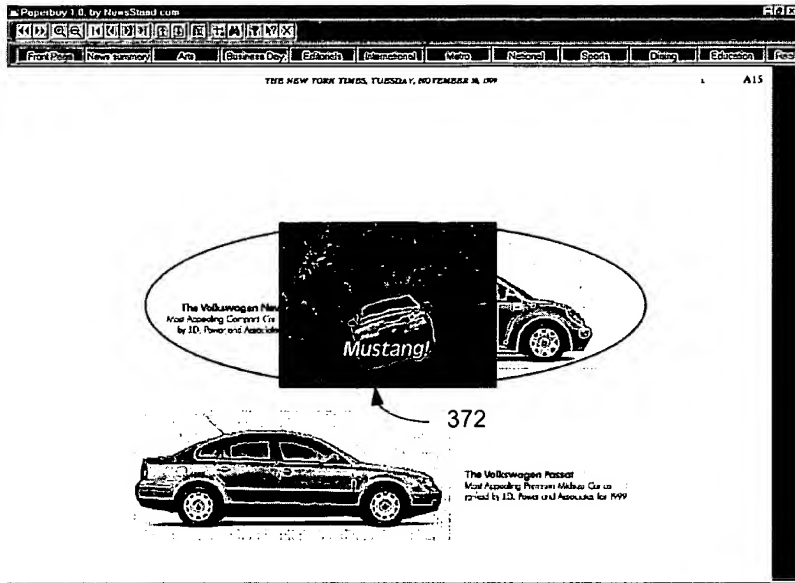 Paperboy 1.0, by NewsStand.com
Front Page News summary Arts Business Day Editorials International Metro National Sports Dining Education
THE NEW YORK TIMES, TUESDAY, NOVEMBER 30, 1999 A15
The Volkswagen New
Most Appealing Compact Car
by J.D. Power and Associates
Mustang!
372
The Volkswagen Passat
Most Appealing Premium Midsize Car as
ranked by J.D. Power and Associates for 1999